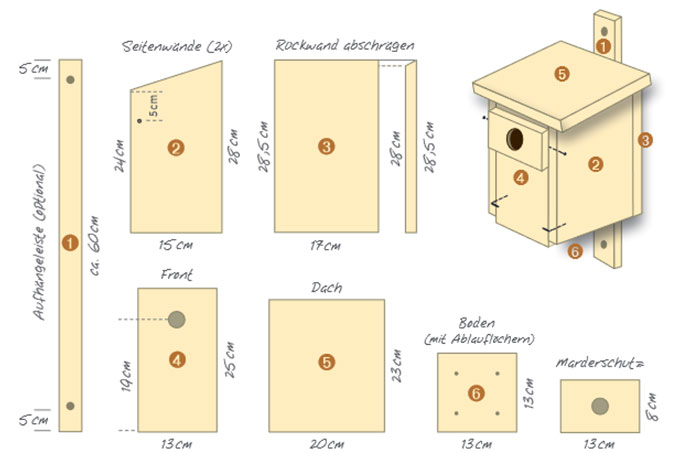 Seitenwände (2x)
Rückwand abschrägen
5cm
Aufhängeleiste (optional)
1
ca. 60cm
5cm
5cm
24cm
2
28cm
15cm
28,5cm
3
17cm
28cm
28,5cm
1
5
2
3
4
6
Front
19cm
4
25cm
13cm
Dach
5
23cm
20cm
Boden
(mit Ablauflöchern)
6
13cm
13cm
Marderschutz
8cm
13cm